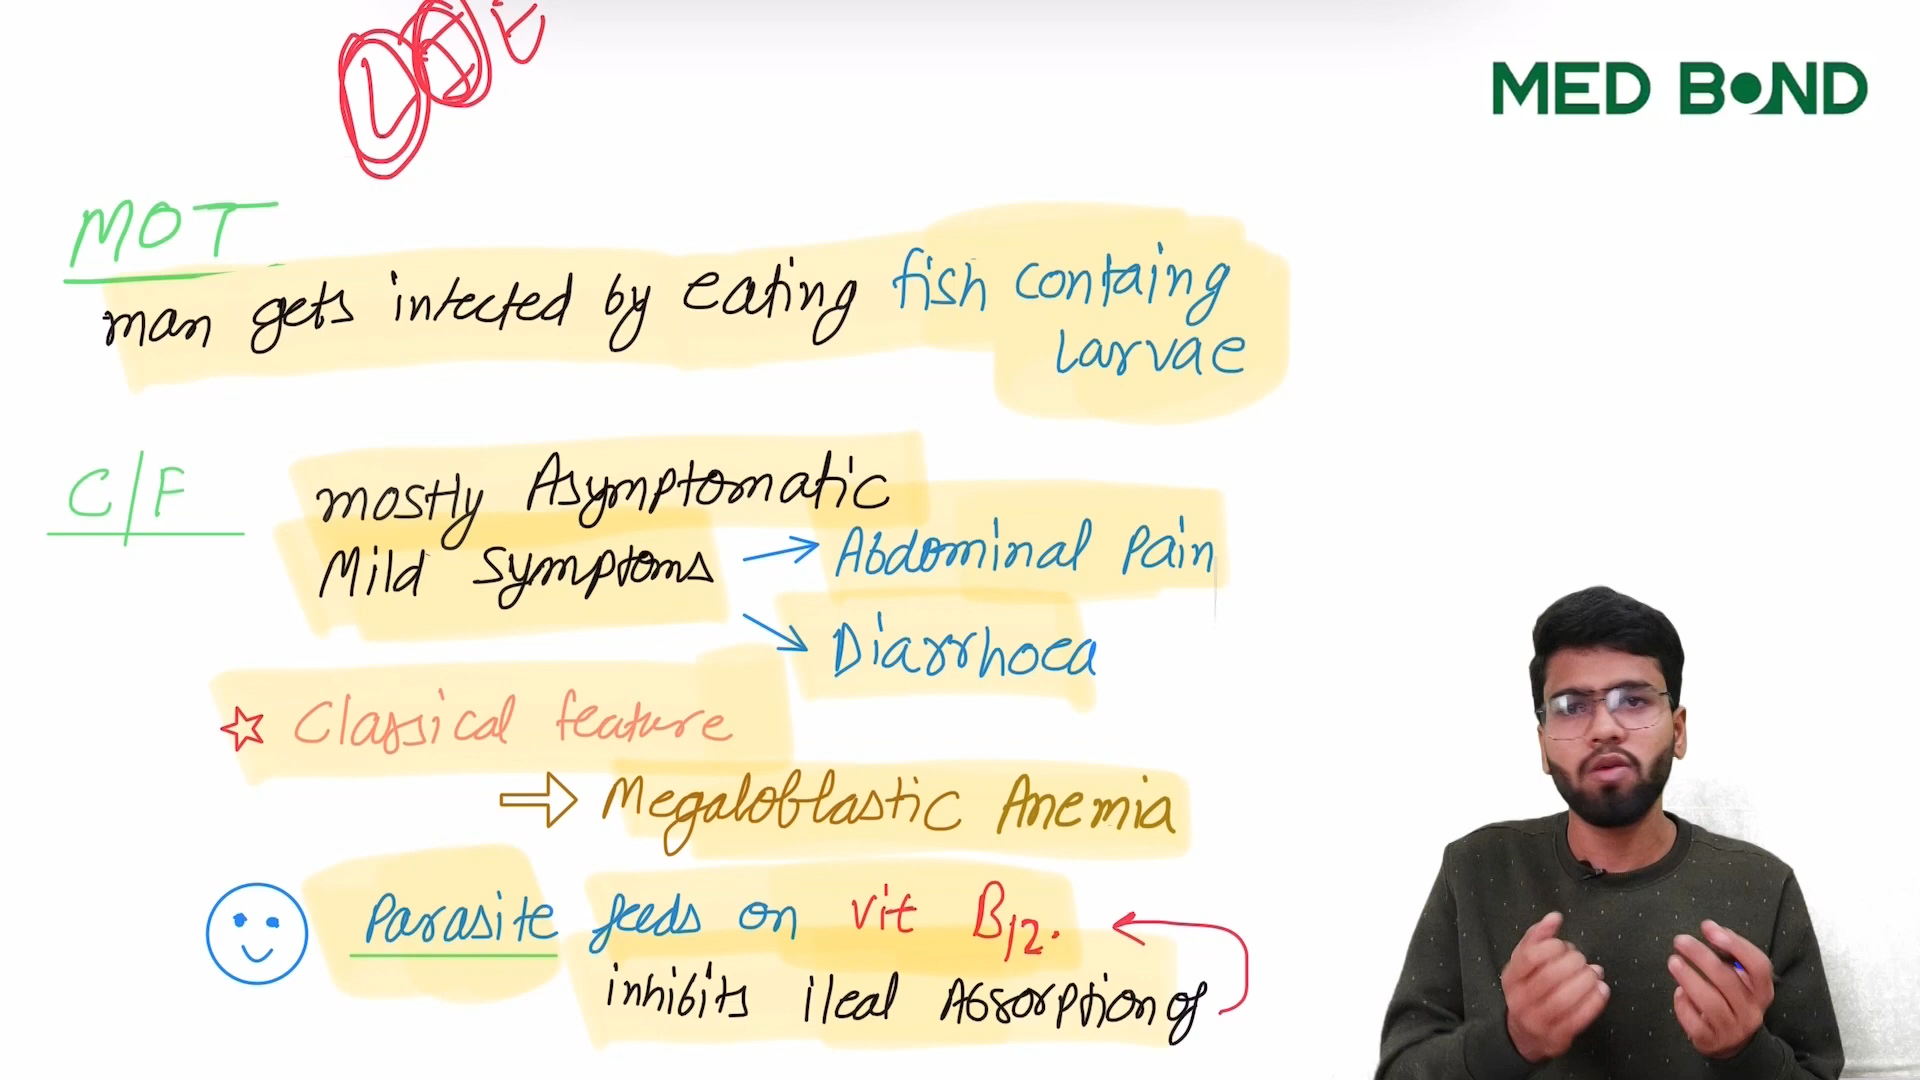 MED BOND
MOT
man gets infected by eating fish containg
larvae
C/F
mostly Asymptomatic
Mild Symptoms → Abdominal Pain
Diarrhoea
☆ Classical feature
⇒ Megaloblastic Anemia
Parasite feeds on vit B12.
inhibits ileal Absorption of